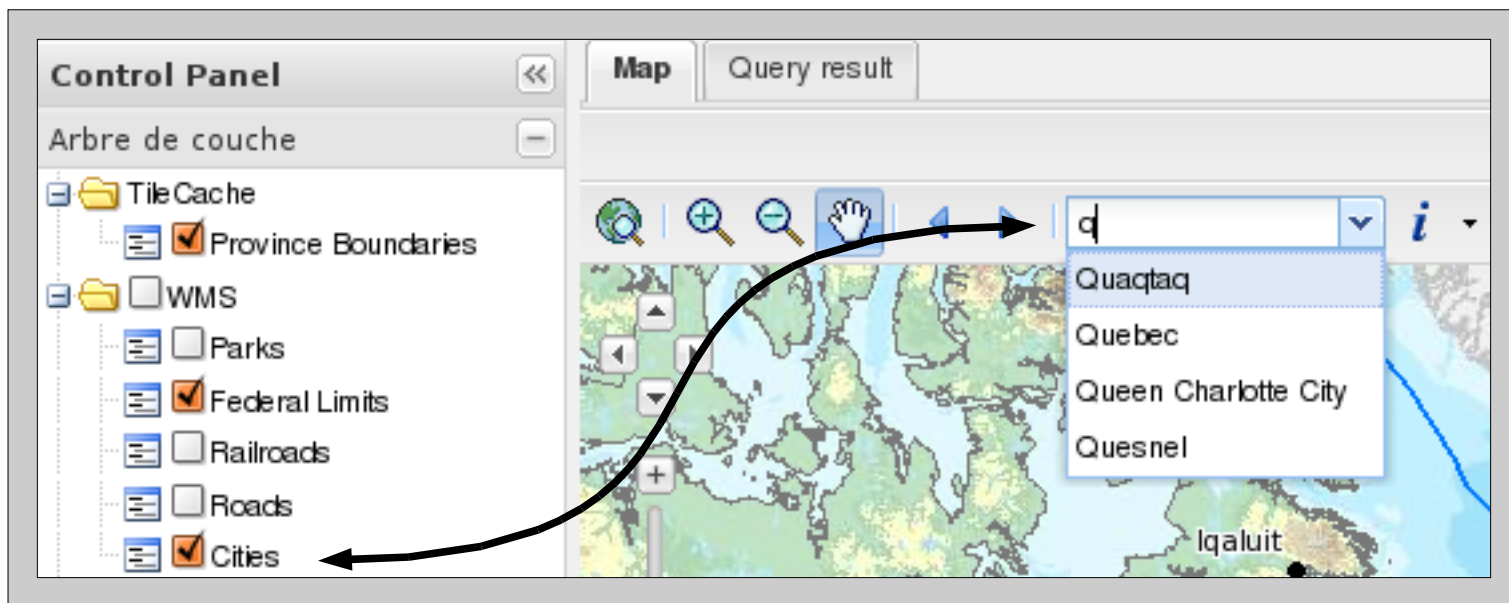 Control Panel
Arbre de couche
TileCache
Province Boundaries
WMS
Parks
Federal Limits
Railroads
Roads
Cities
Map
Query result
q
i
Quaqtaq
Quebec
Queen Charlotte City
Quesnel
Iqaluit